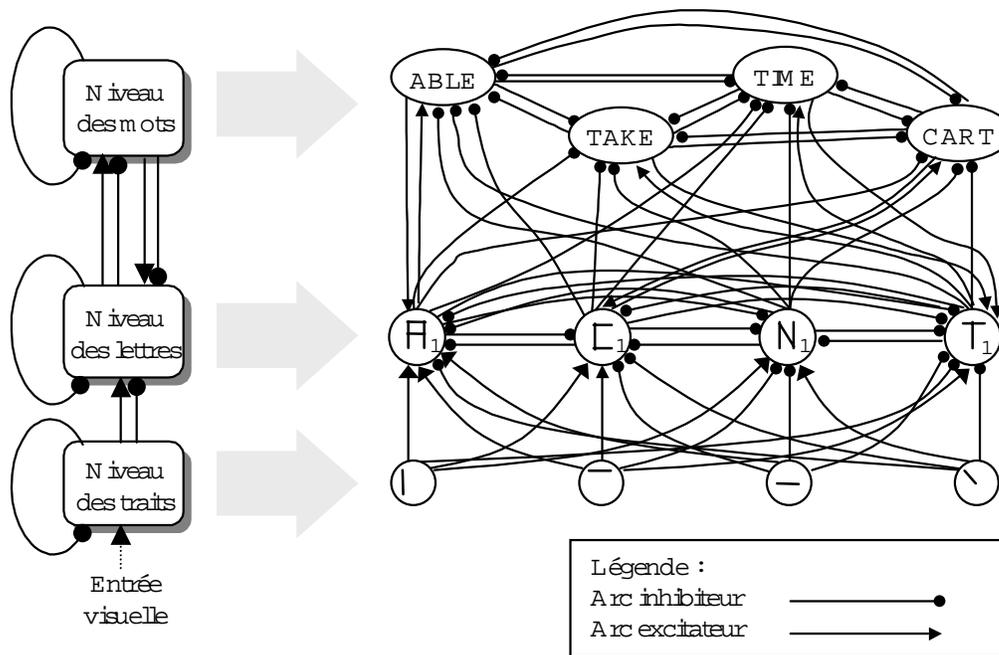 Niveau
des mots
Niveau
des lettres
Niveau
des traits
Entrée
visuelle
ABLE
TIME
TAKE
CART
A1
C1
N1
T1
Légende :
Arc inhibiteur
Arc excitateur